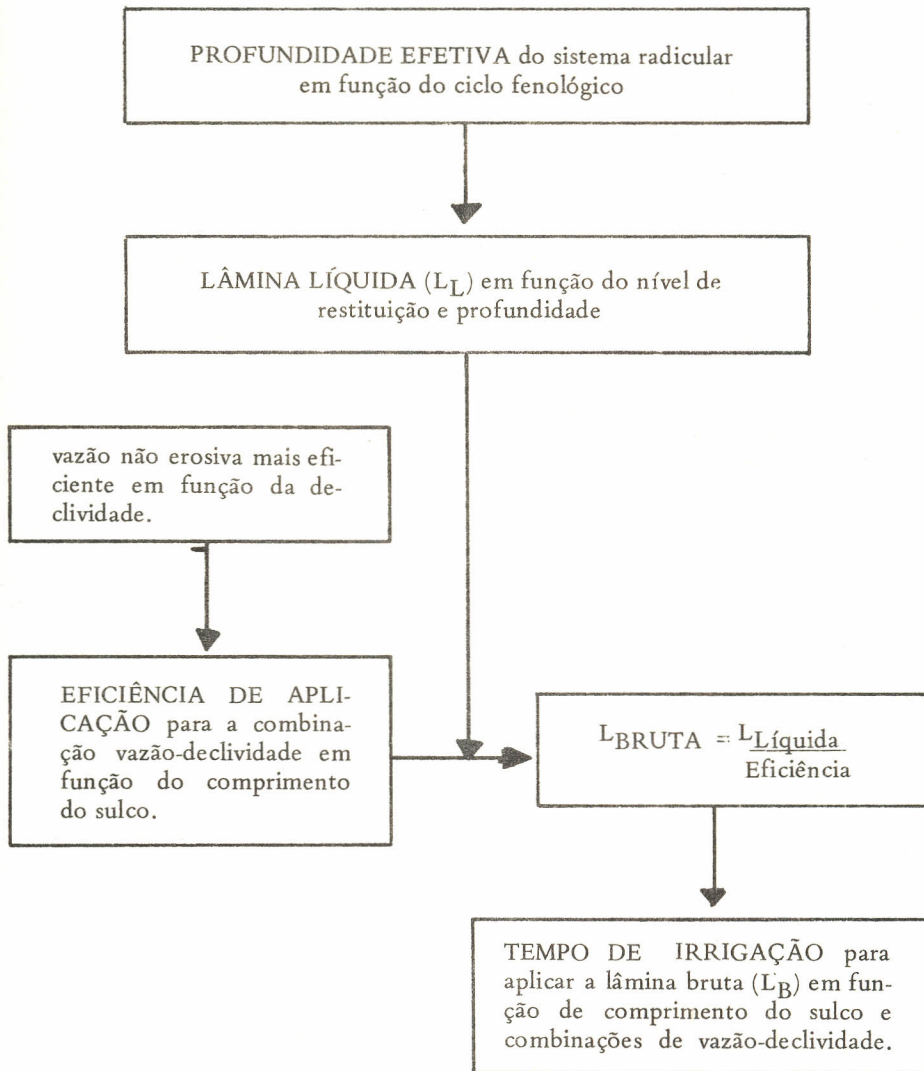 PROFUNDIDADE EFETIVA do sistema radicular
em função do ciclo fenológico
LÂMINA LÍQUIDA (LL) em função do nível de
restituição e profundidade
vazão não erosiva mais efi-
ciente em função da de-
clividade.
EFICIÊNCIA DE APLI-
CAÇÃO para a combina-
ção vazão-declividade em
função do comprimento
do sulco.
LBRUTA = LLíquida
Eficiência
TEMPO DE IRRIGAÇÃO para
aplicar a lâmina bruta (LB) em fun-
ção de comprimento do sulco e
combinações de vazão-declividade.